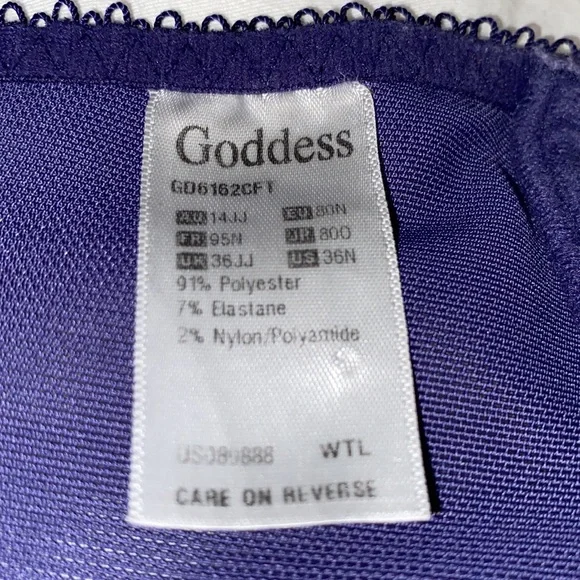 Goddess
GD6162CFT
AU 14JJ EU 80N
FR 95N JP 80O
UK 36JJ US 36N
91% Polyester
7% Elastane
2% Nylon/Polyamide
WTL
CARE ON REVERSE